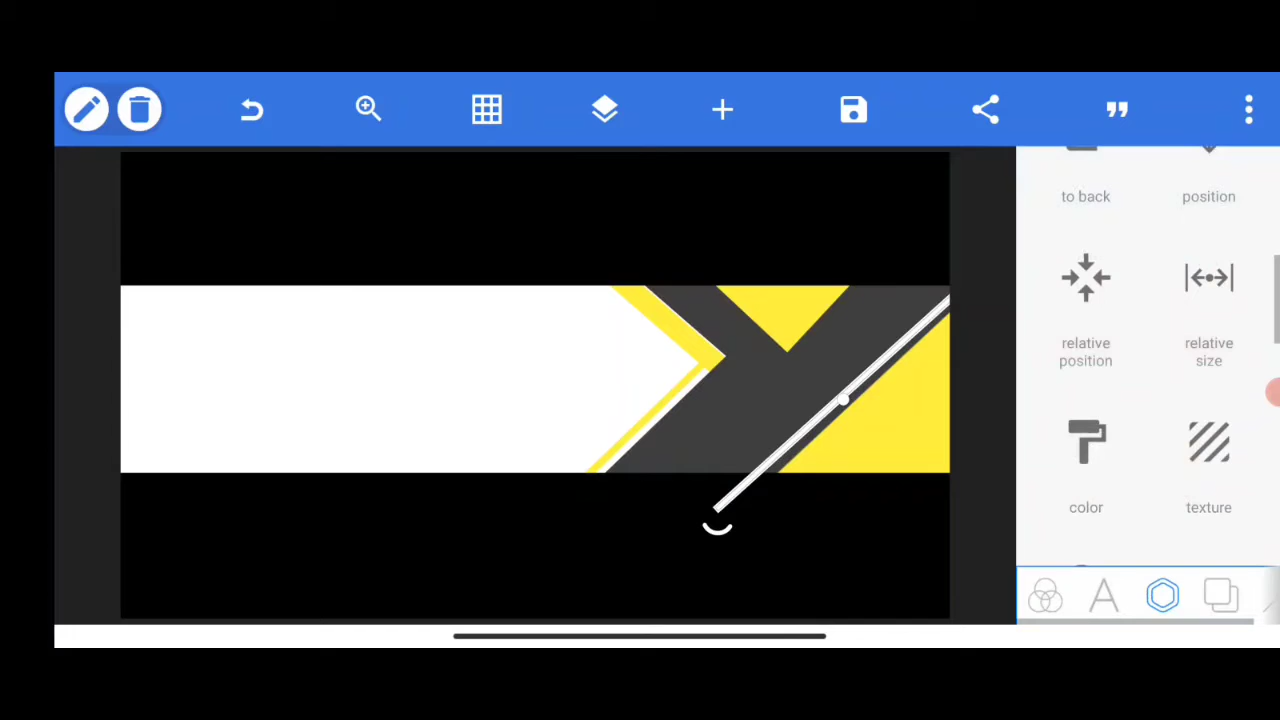 to back
position
relative
position
relative
size
color
texture